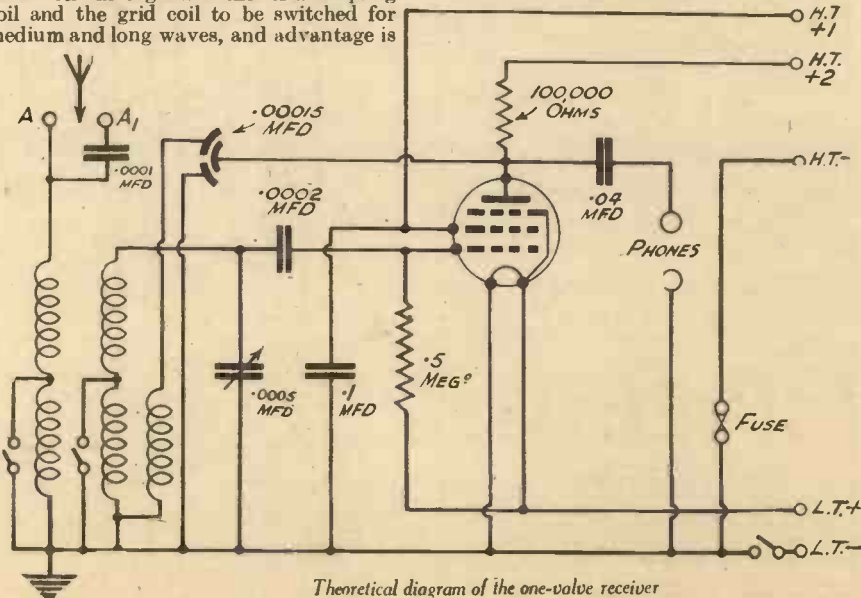 oil and the grid coil to be switched for
medium and long waves, and advantage is
A
A1
.0001
MFD
.00015
MFD
.0002
MFD
.0005
MFD
.1
MFD
.5
MEGº
100,000
OHMS
.04
MFD
PHONES
FUSE
H.T
+1
H.T.
+2
H.T.-
L.T.+
L.T.-
Theoretical diagram of the one-valve receiver